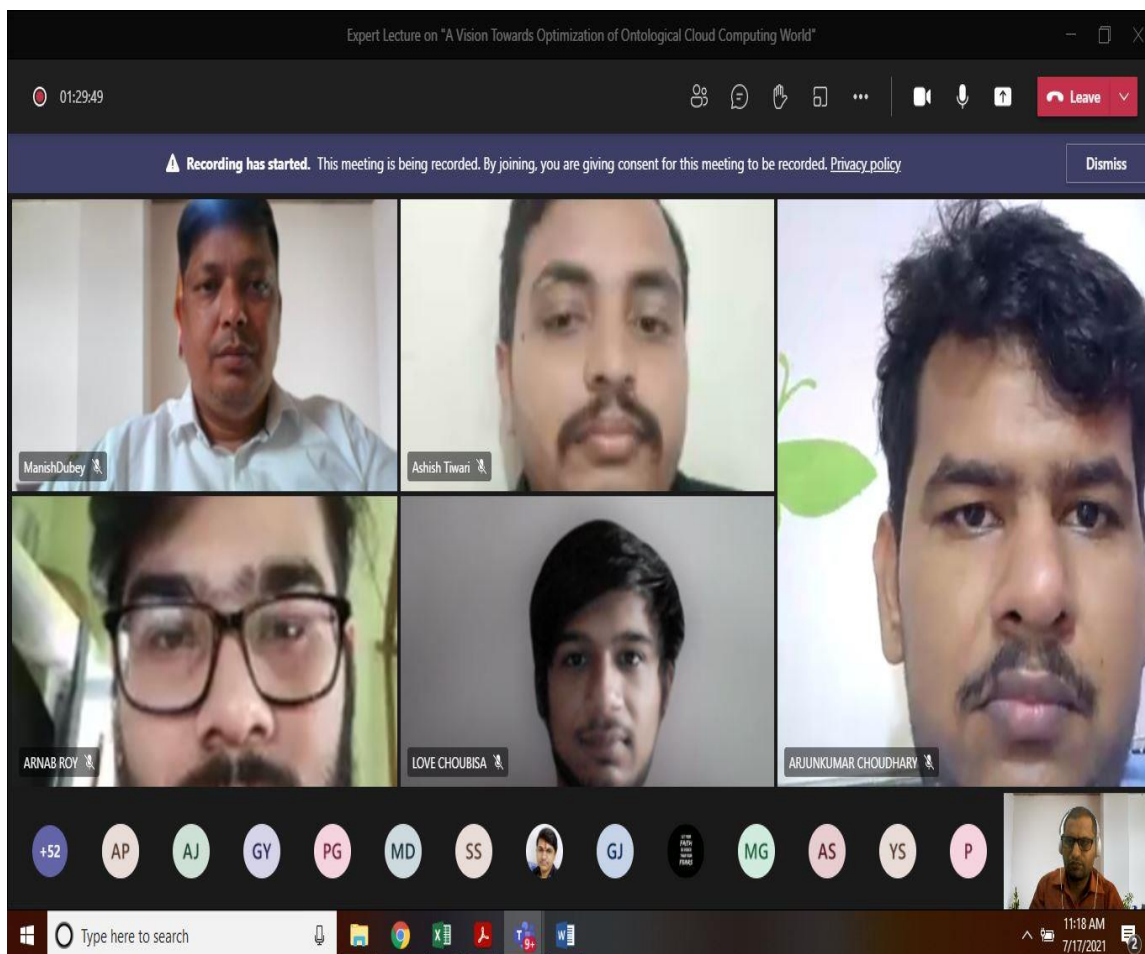 Expert Lecture on "A Vision Towards Optimization of Ontological Cloud Computing World"
01:29:49
Leave
Recording has started. This meeting is being recorded. By joining, you are giving consent for this meeting to be recorded. Privacy policy
Dismiss
ManishDubey
Ashish Tiwari
ARNAB ROY
LOVE CHOUBISA
ARJUNKUMAR CHOUDHARY
+52 AP AJ GY PG MD SS GJ MG AS YS P
Type here to search
9+
11:18 AM
7/17/2021
2